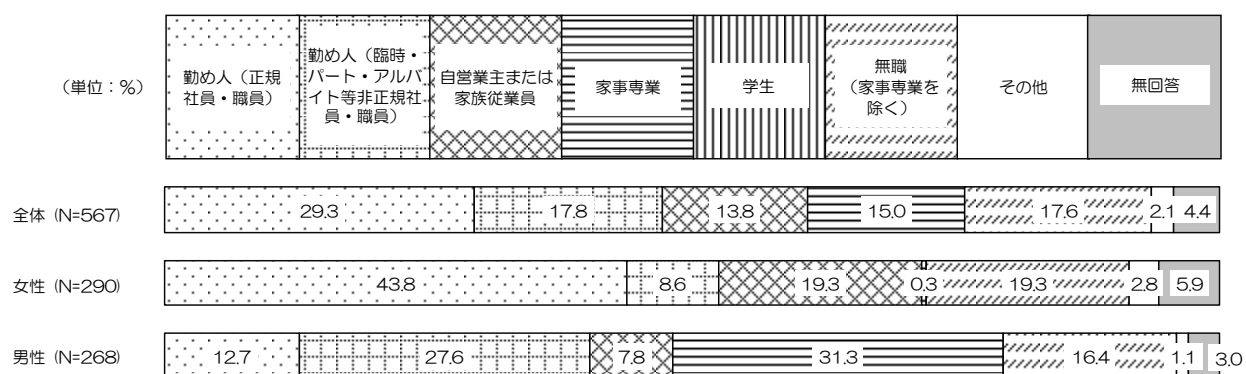 (単位:%)
勤め人(正規
社員・職員)
勤め人(臨時・
パート・アルバ
イト等非正規社
員・職員)
自営業主または
家族従業員
家事専業
学生
無職
(家事専業を
除く)
その他
無回答
全体 (N=567)
29.3
17.8
13.8
15.0
17.6
2.1
4.4
女性 (N=290)
43.8
8.6
19.3
0.3
19.3
2.8
5.9
男性 (N=268)
12.7
27.6
7.8
31.3
16.4
1.1
3.0